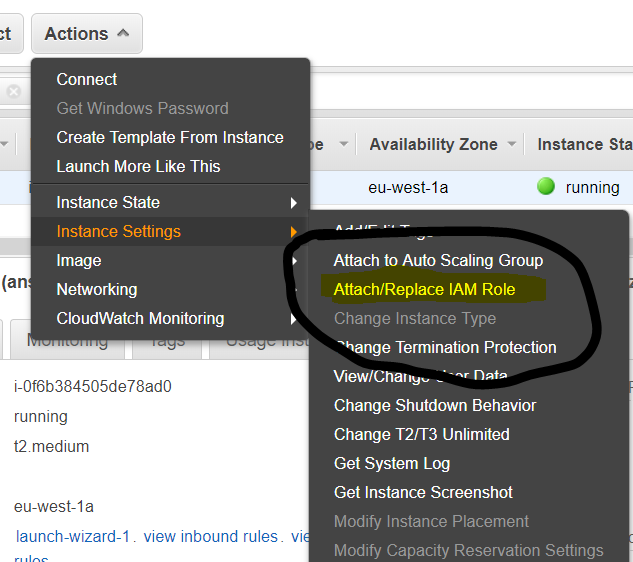 ct
Actions
Connect
Get Windows Password
Create Template From Instance
Launch More Like This
Instance State
Instance Settings
Image
Networking
CloudWatch Monitoring
pe
Availability Zone
Instance Sta
eu-west-1a
running
Add/Edit Tags
Attach to Auto Scaling Group
Attach/Replace IAM Role
Change Instance Type
Change Termination Protection
View/Change User Data
Change Shutdown Behavior
Change T2/T3 Unlimited
Get System Log
Get Instance Screenshot
Modify Instance Placement
Modify Capacity Reservation Settings
(ans
Monitoring
Tags
Usage Inst
i-0f6b384505de78ad0
running
t2.medium
eu-west-1a
launch-wizard-1. view inbound rules. vie
rules